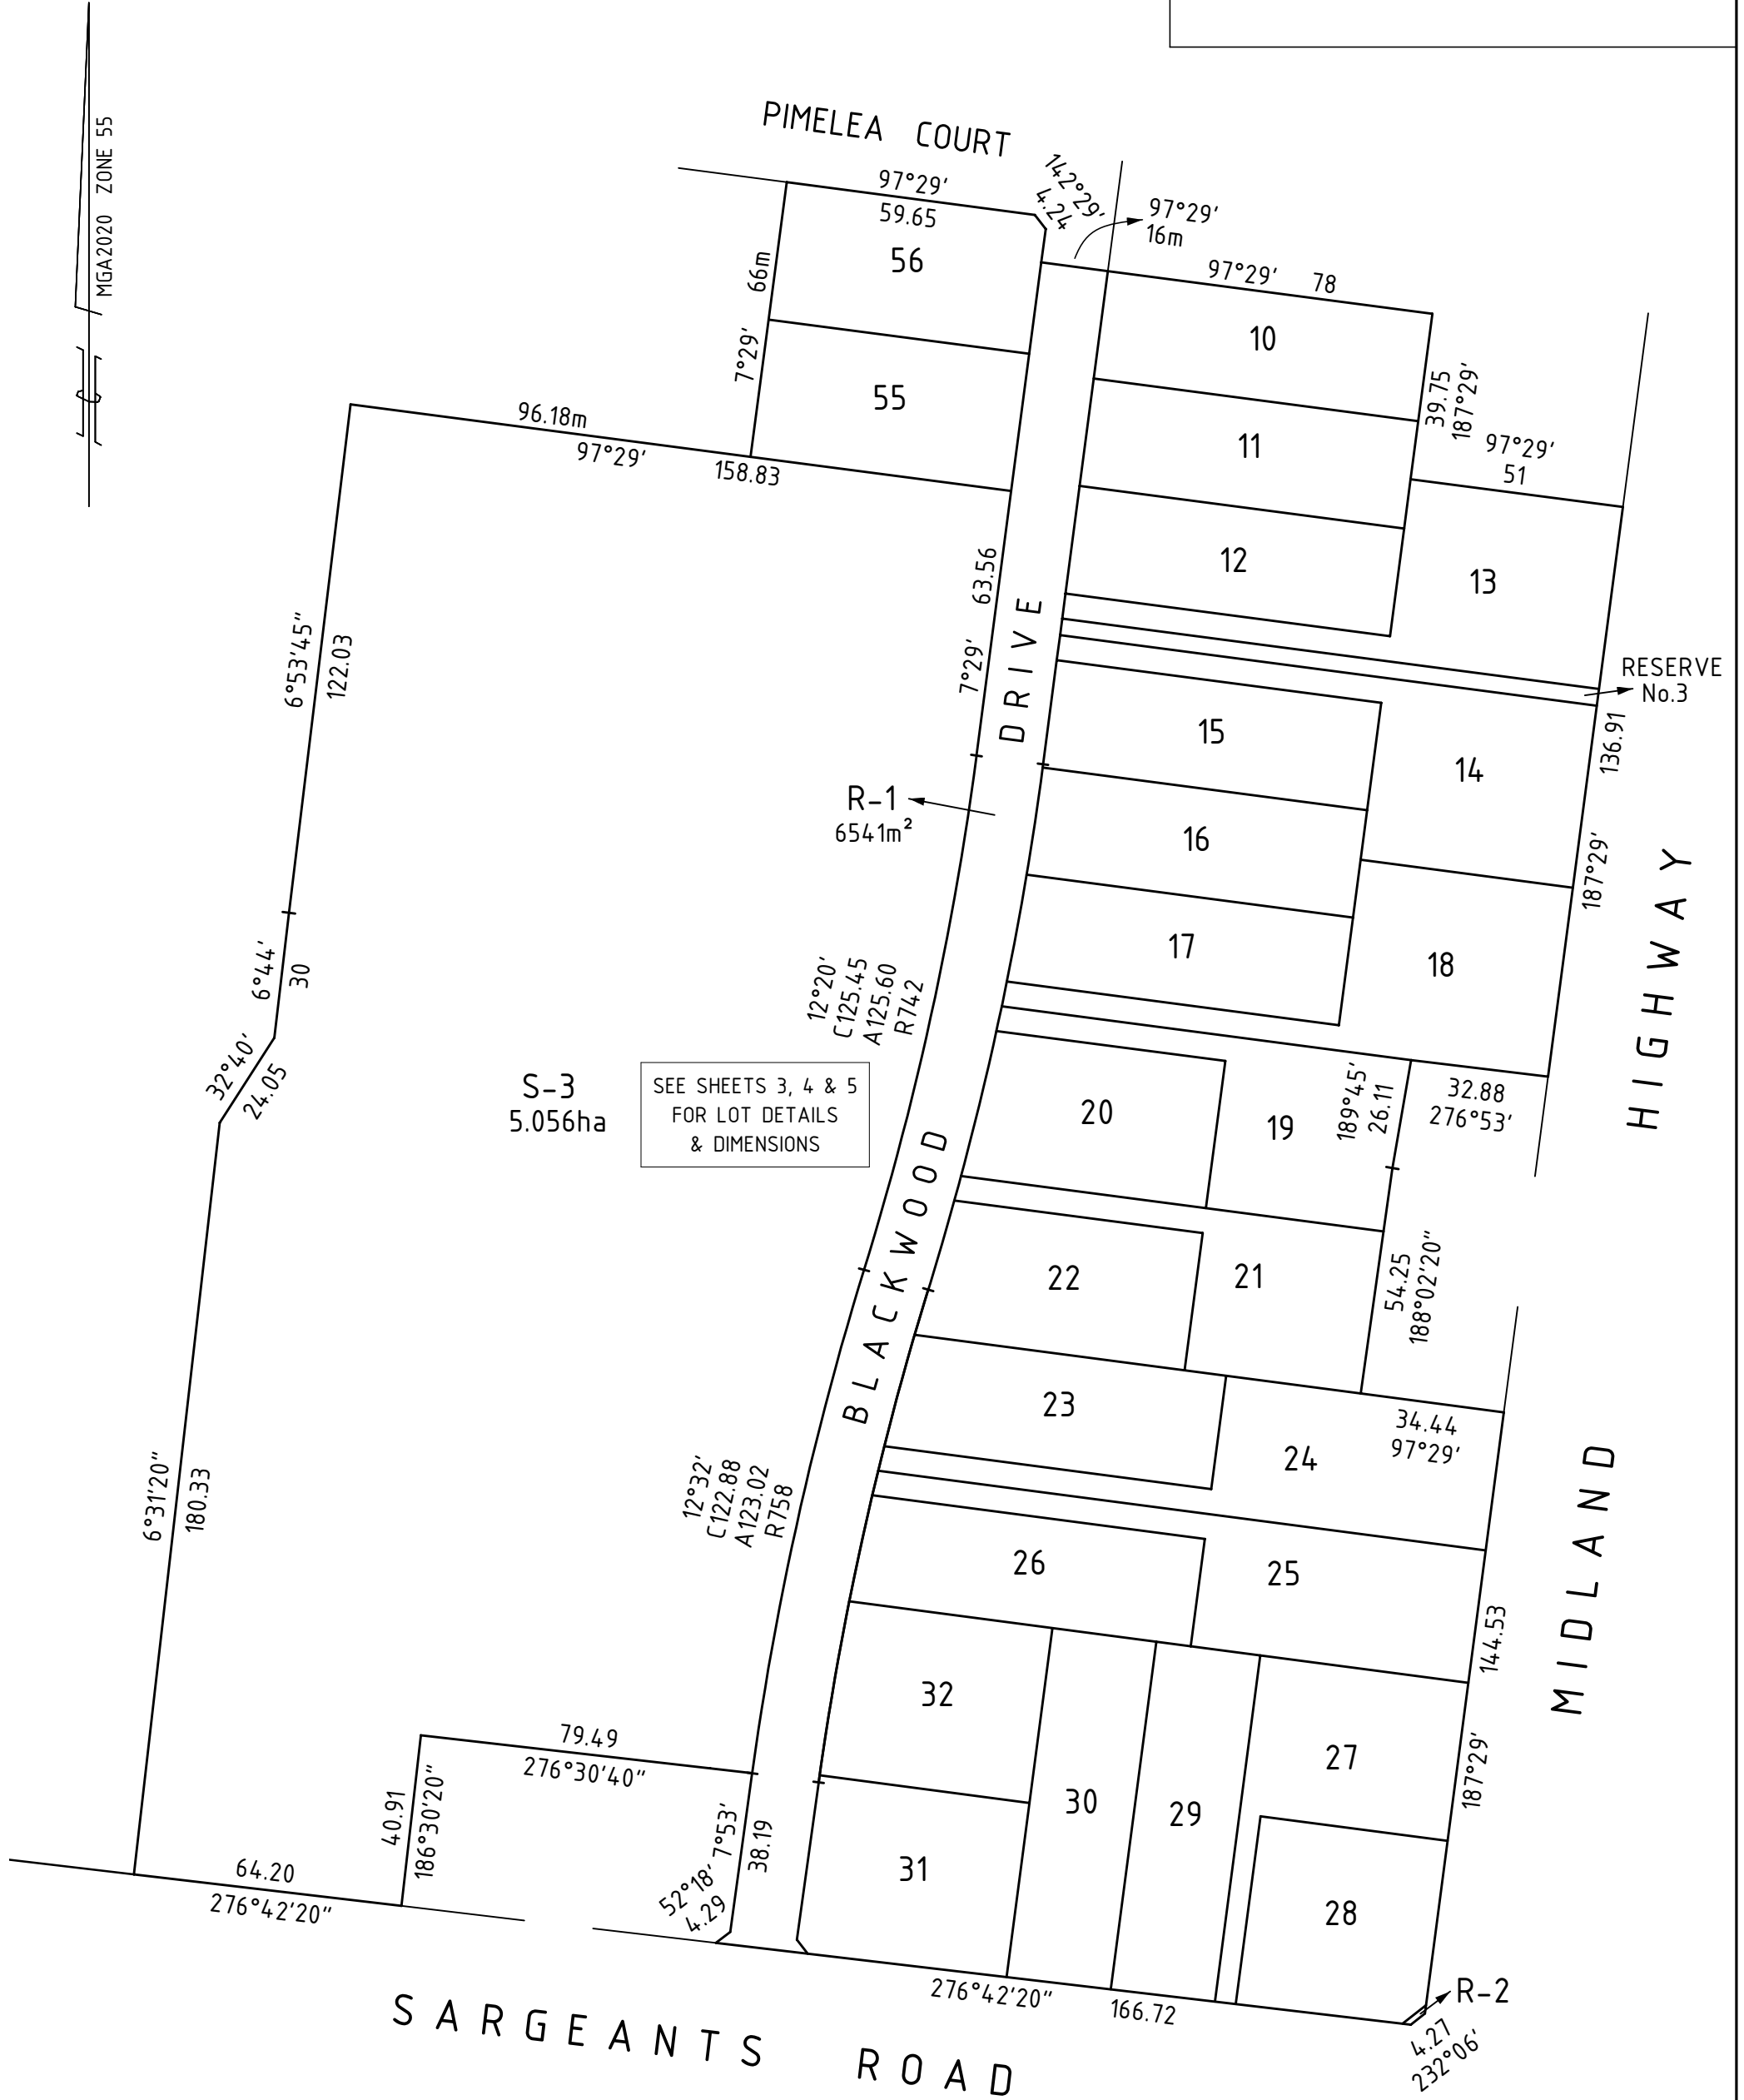 MGA2020 ZONE 55
PIMELEA COURT
97°29'
59.65
142°29'
4.24
97°29'
16m
56
66m
7°29'
55
97°29' 78
10
39.75
187°29'
11
97°29'
51
12
13
96.18m
97°29'
158.83
63.56
7°29'
DRIVE
RESERVE
No.3
6°53'45"
122.03
15
14
136.91
187°29'
R-1
6541m²
16
17
18
HIGHWAY
6°44'
30
12°20'
C125.45
A125.60
R742
32°40'
24.05
S-3
5.056ha
SEE SHEETS 3, 4 & 5
FOR LOT DETAILS
& DIMENSIONS
20
19
189°45'
26.11
32.88
276°53'
BLACKWOOD
22
21
54.25
188°02'20"
23
34.44
97°29'
24
12°32'
C122.88
A123.02
R758
6°31'20"
180.33
26
25
MIDLAND
144.53
187°29'
32
27
79.49
276°30'40"
30
29
40.91
186°30'20"
7°53'
38.19
31
28
64.20
276°42'20"
52°18'
4.29
276°42'20"
166.72
R-2
4.27
232°06'
SARGEANTS ROAD